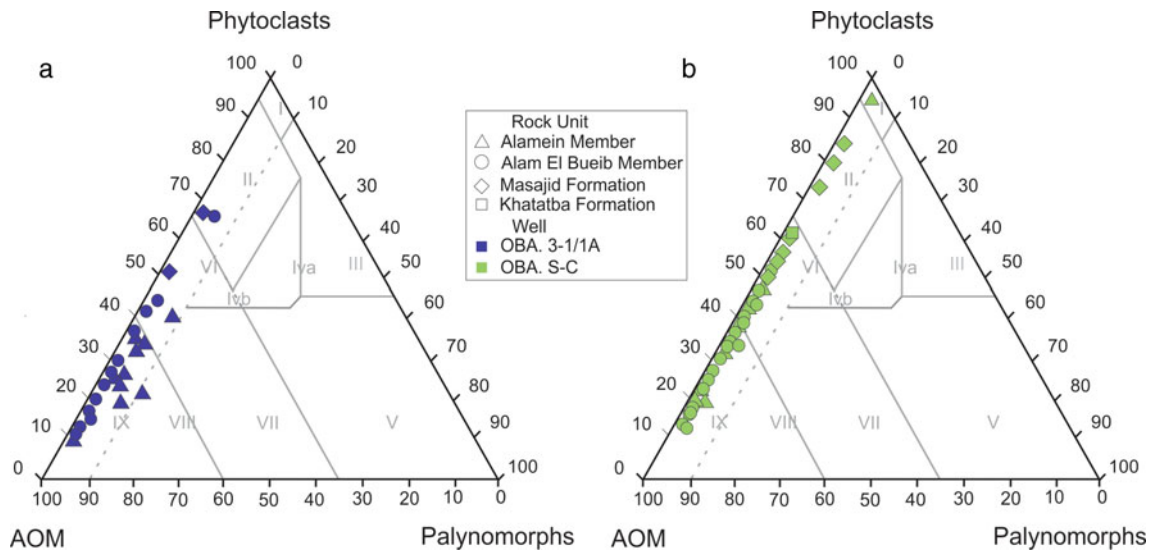 Phytoclasts
a
100
0
90
10
80
20
70
30
60
40
50
50
40
60
30
70
20
80
10
90
0
100
100
90
80
70
60
50
40
30
20
10
0
AOM
Palynomorphs
I
II
III
Iva
VI
Ivb
IX
VIII
VII
V
Rock Unit
Alamein Member
Alam El Bueib Member
Masajid Formation
Khatatba Formation
Well
OBA. 3-1/1A
OBA. S-C
Phytoclasts
b
100
0
90
10
80
20
70
30
60
40
50
50
40
60
30
70
20
80
10
90
0
100
100
90
80
70
60
50
40
30
20
10
0
AOM
Palynomorphs
I
II
III
Iva
VI
Ivb
IX
VIII
VII
V